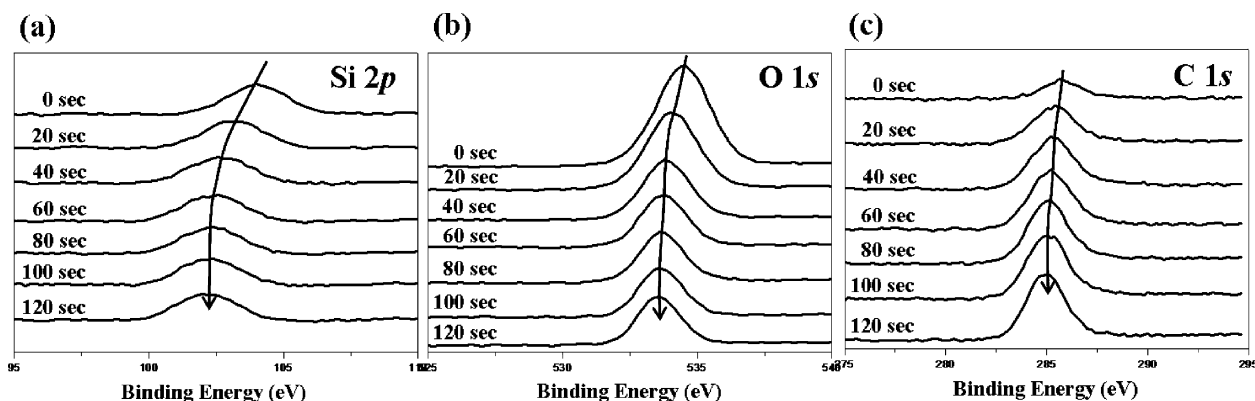 (a)
Si 2p
0 sec
20 sec
40 sec
60 sec
80 sec
100 sec
120 sec
95 100 105
Binding Energy (eV)
(b)
O 1s
0 sec
20 sec
40 sec
60 sec
80 sec
100 sec
120 sec
530 535
Binding Energy (eV)
(c)
C 1s
0 sec
20 sec
40 sec
60 sec
80 sec
100 sec
120 sec
280 285 290 295
Binding Energy (eV)